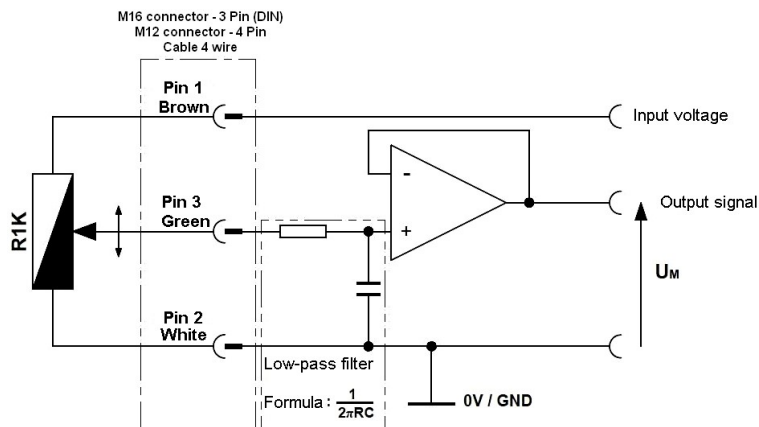 M16 connector - 3 Pin (DIN)
M12 connector - 4 Pin
Cable 4 wire
Pin 1
Brown
Input voltage
-
Pin 3
Green
+
Output signal
R1K
UM
Pin 2
White
Low-pass filter
Formula : 1
2πRC
0V / GND